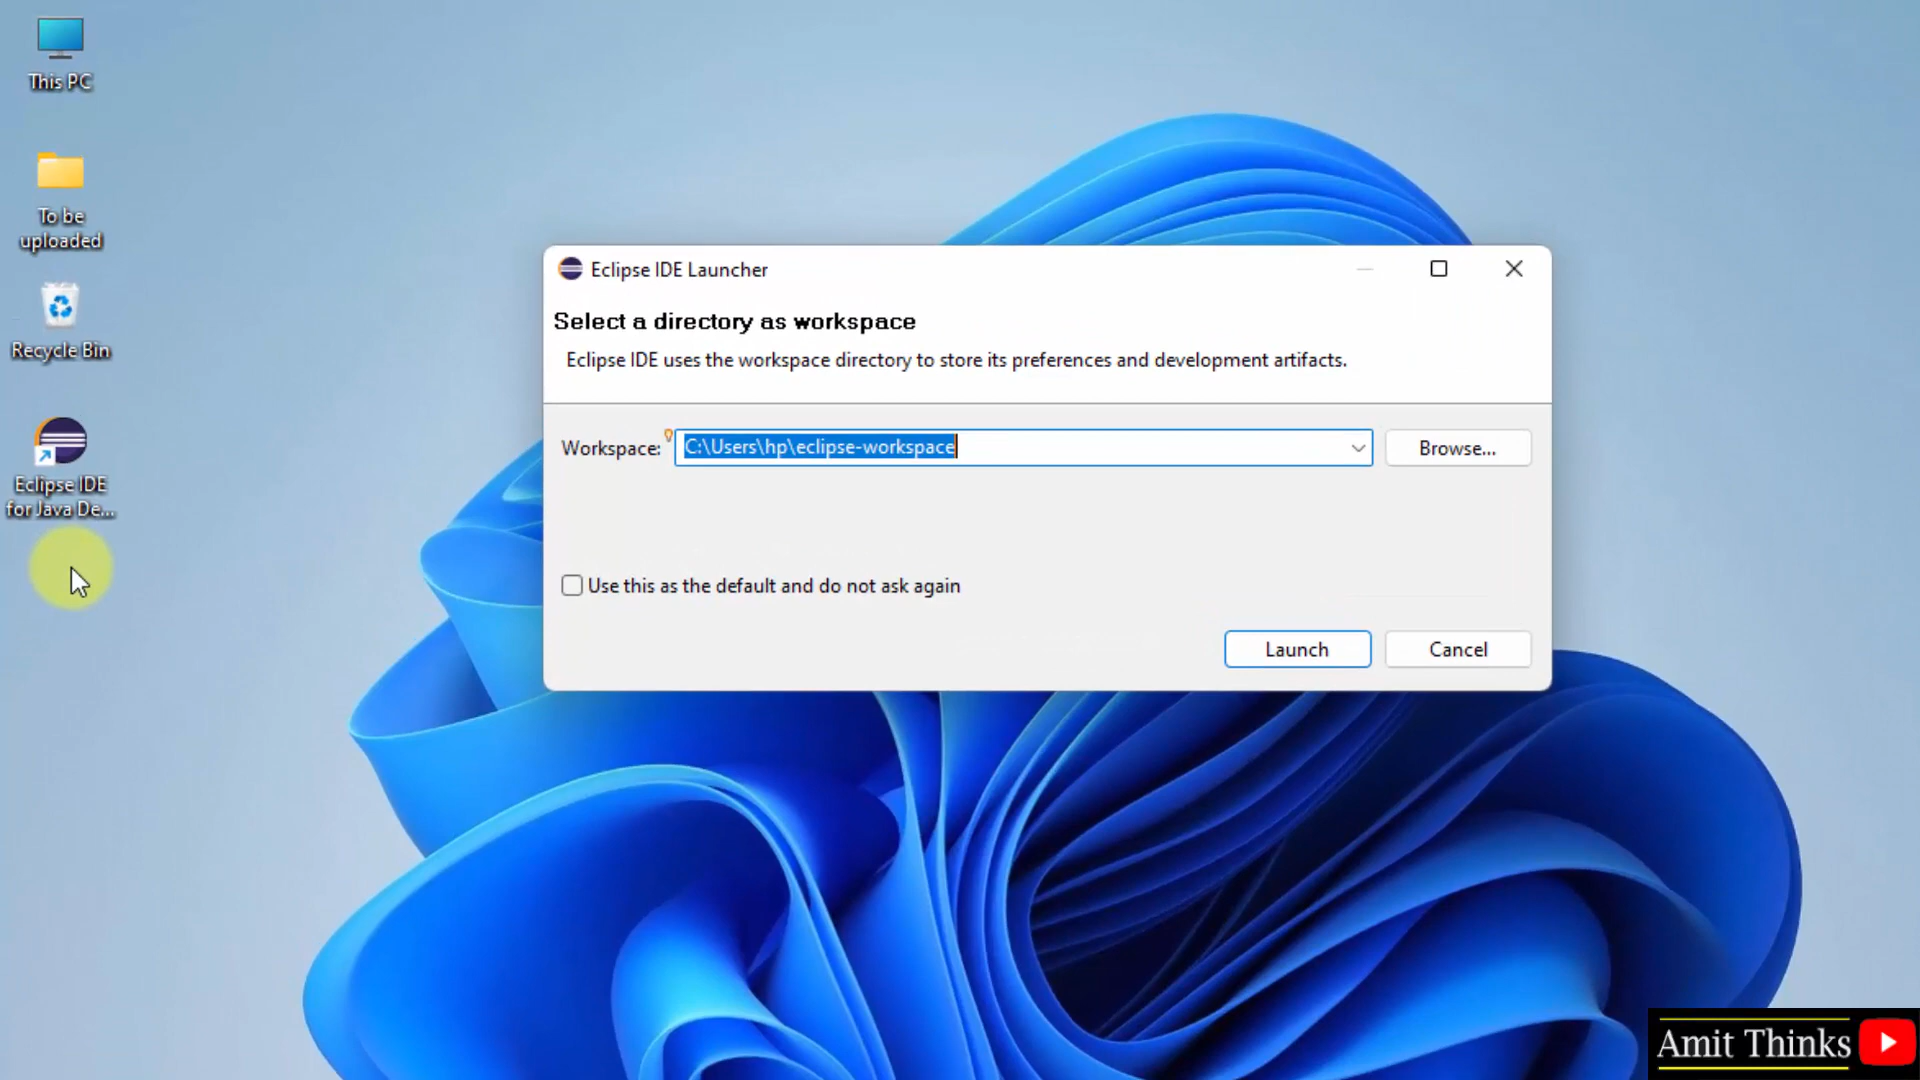 This PC
To be
uploaded
Recycle Bin
Eclipse IDE
for Java De...
Eclipse IDE Launcher
Select a directory as workspace
Eclipse IDE uses the workspace directory to store its preferences and development artifacts.
Workspace: C:\Users\hp\eclipse-workspace Browse...
Use this as the default and do not ask again
Launch Cancel
Amit Thinks